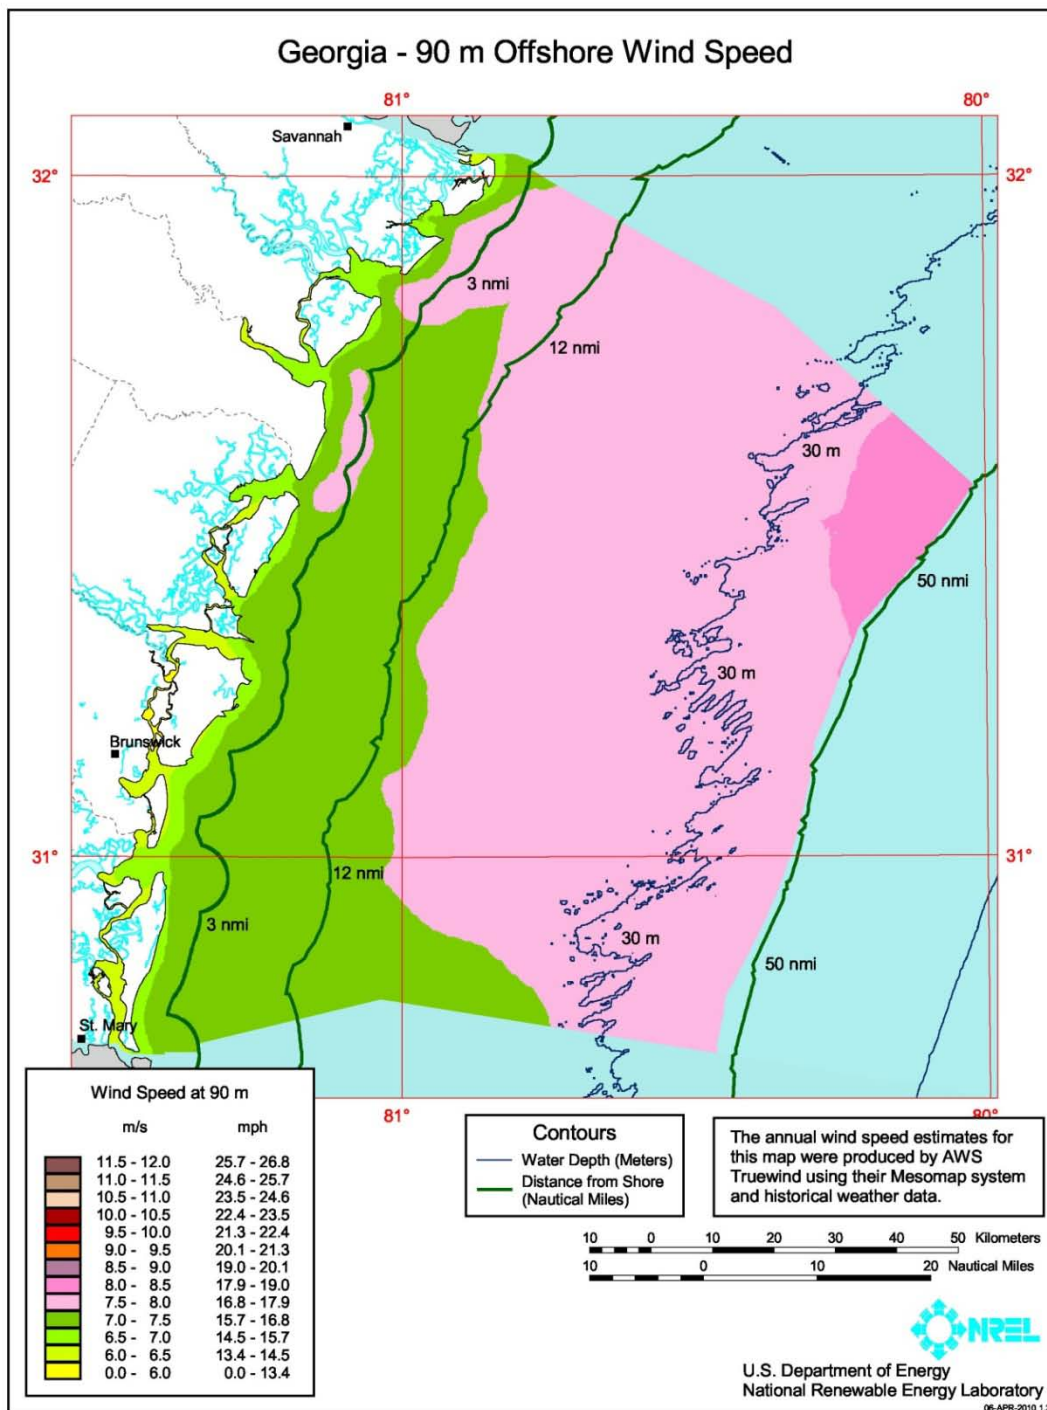 Georgia - 90 m Offshore Wind Speed
81°
80°
Savannah
32°
32°
3 nmi
12 nmi
30 m
50 nmi
30 m
Brunswick
31°
31°
12 nmi
3 nmi
30 m
50 nmi
St. Mary
81°
80°
Wind Speed at 90 m
m/s mph
11.5 - 12.0 25.7 - 26.8
11.0 - 11.5 24.6 - 25.7
10.5 - 11.0 23.5 - 24.6
10.0 - 10.5 22.4 - 23.5
9.5 - 10.0 21.3 - 22.4
9.0 - 9.5 20.1 - 21.3
8.5 - 9.0 19.0 - 20.1
8.0 - 8.5 17.9 - 19.0
7.5 - 8.0 16.8 - 17.9
7.0 - 7.5 15.7 - 16.8
6.5 - 7.0 14.5 - 15.7
6.0 - 6.5 13.4 - 14.5
0.0 - 6.0 0.0 - 13.4
Contours
Water Depth (Meters)
Distance from Shore
(Nautical Miles)
The annual wind speed estimates for
this map were produced by AWS
Truewind using their Mesomap system
and historical weather data.
10 0 10 20 30 40 50 Kilometers
10 0 10 20 Nautical Miles
NREL
U.S. Department of Energy
National Renewable Energy Laboratory
06-APR-2010